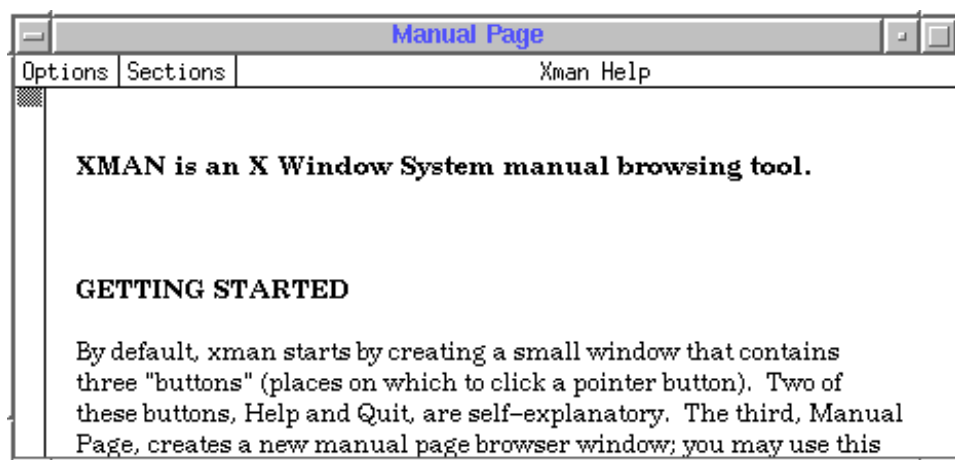 Manual Page
Options Sections Xman Help
XMAN is an X Window System manual browsing tool.
GETTING STARTED
By default, xman starts by creating a small window that contains
three "buttons" (places on which to click a pointer button).  Two of
these buttons, Help and Quit, are self-explanatory.  The third, Manual
Page, creates a new manual page browser window; you may use this